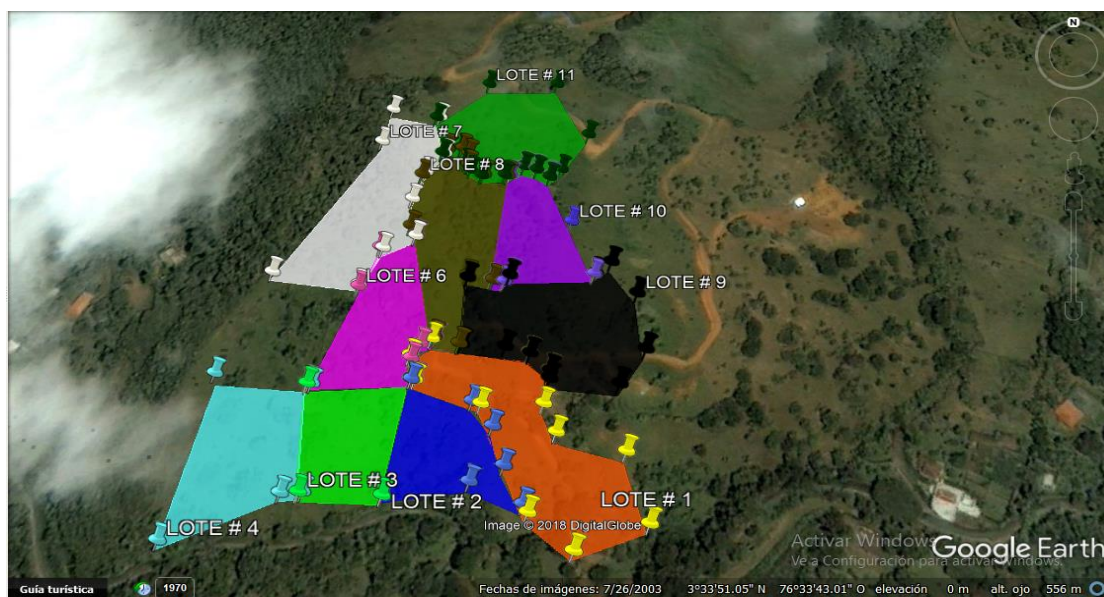 N
LOTE # 11
LOTE # 7
LOTE # 8
LOTE # 10
LOTE # 6
LOTE # 9
LOTE # 3
LOTE # 2
LOTE # 1
LOTE # 4
Image © 2018 DigitalGlobe
Activar Windows
Ve a Configuración para activar Windows.
Google Earth
Guía turística
1970
Fechas de imágenes: 7/26/2003 3°33'51.05" N 76°33'43.01" O elevación 0 m alt. ojo 556 m